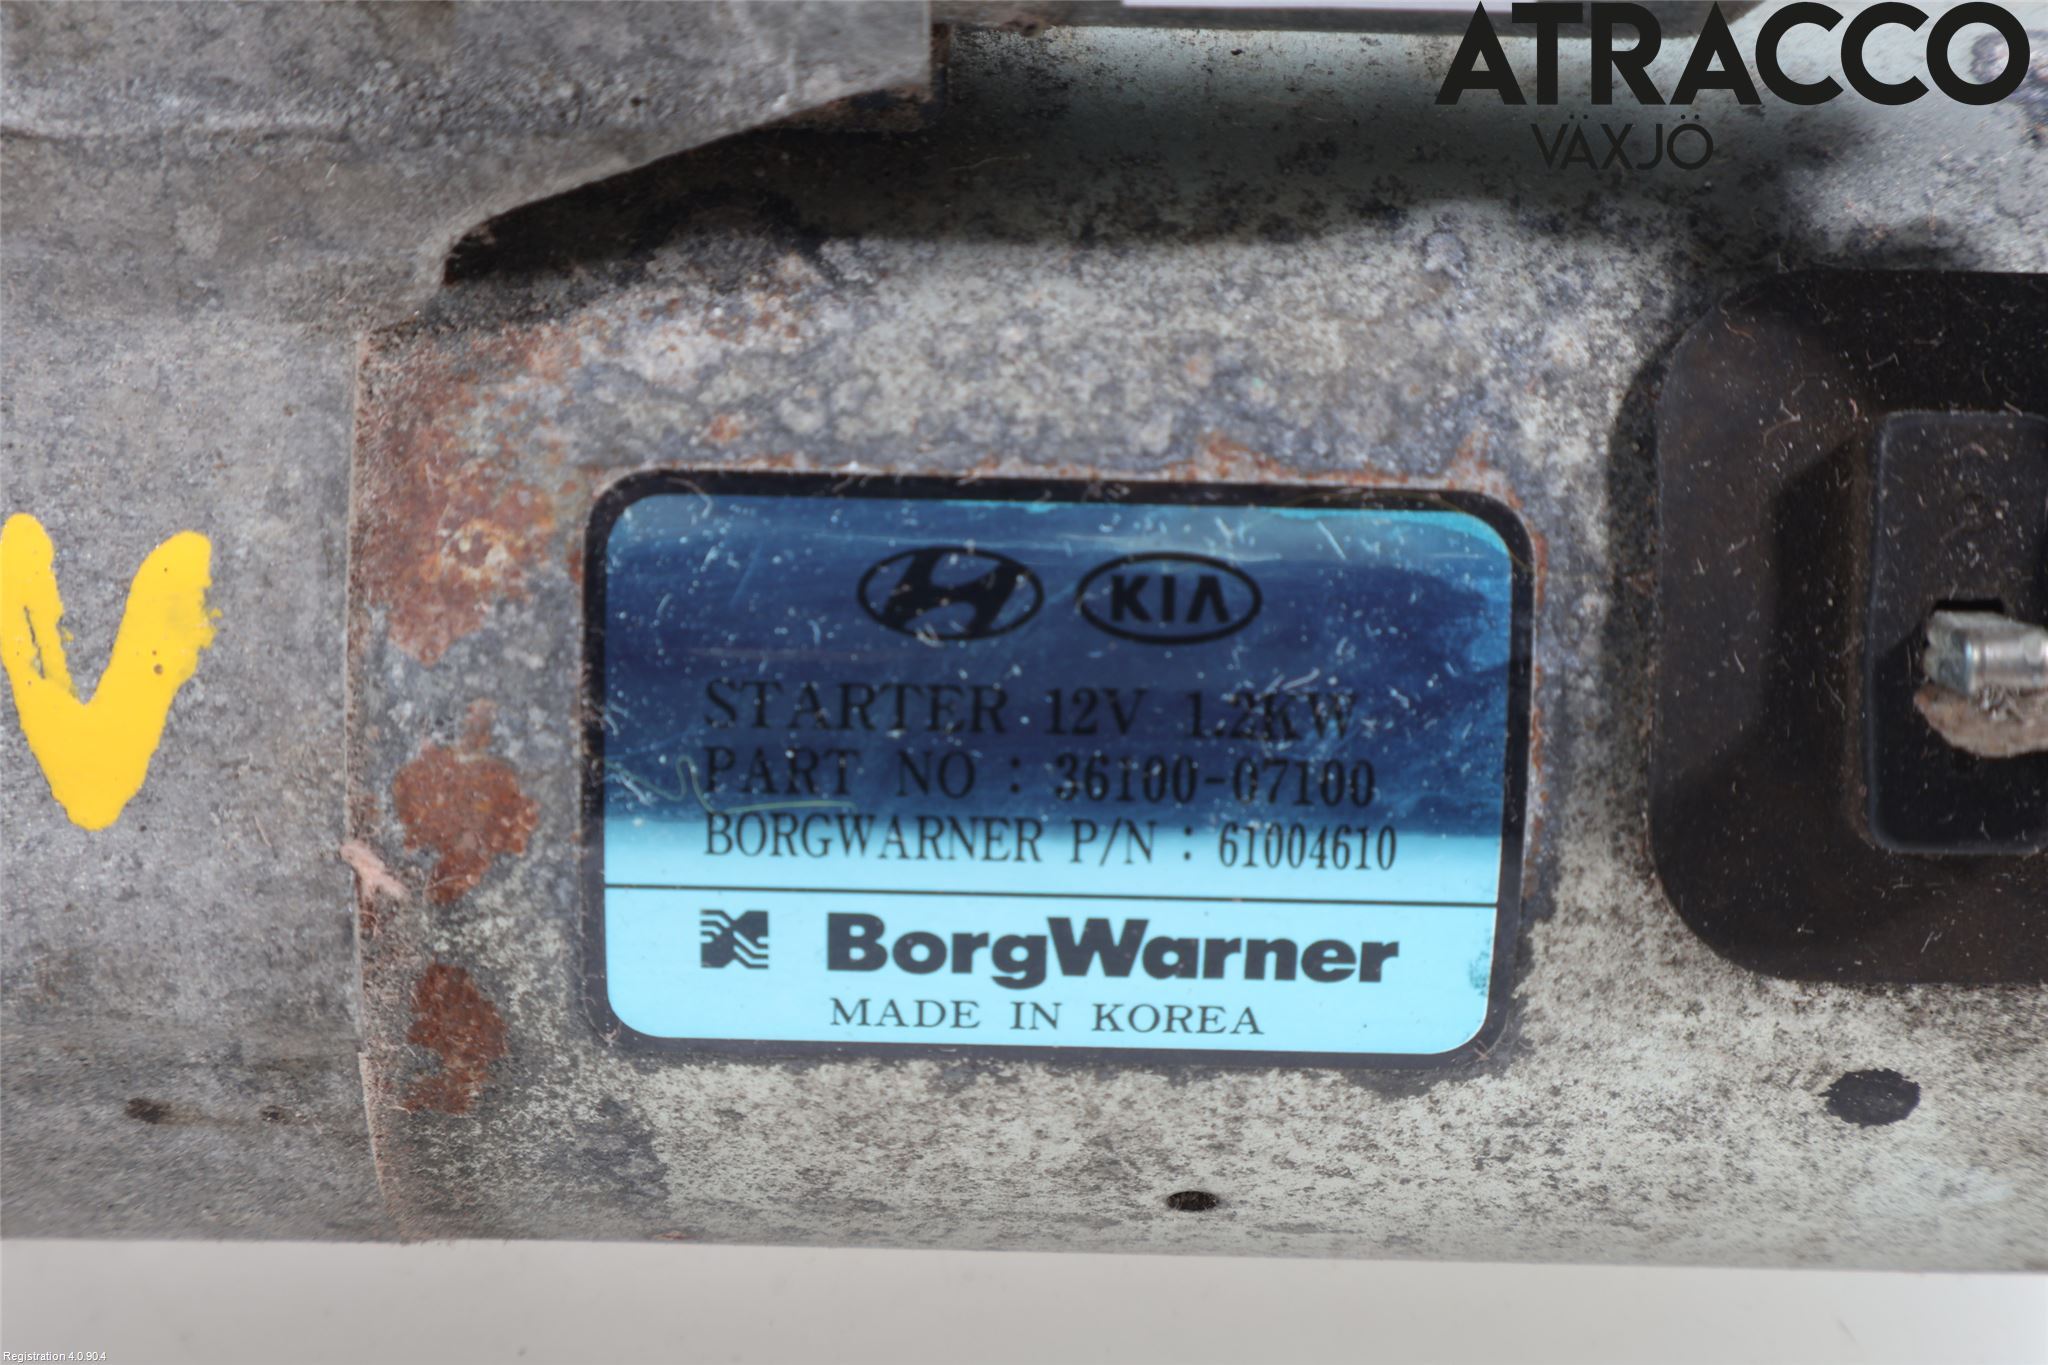 ATRACCO
VÄXJÖ
V
KIA
STARTER 12V 1.2KW
PART NO : 36100-07100
BORGWARNER P/N : 61004610
BorgWarner
MADE IN KOREA
Registration 4.0.90.4